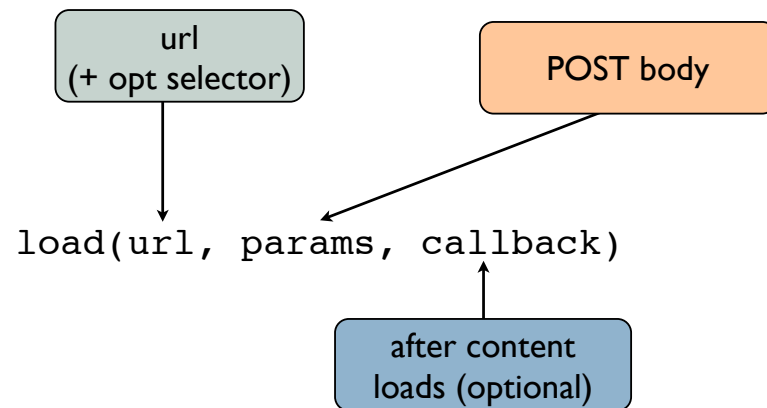 url
(+ opt selector)
POST body
load(url, params, callback)
after content
loads (optional)